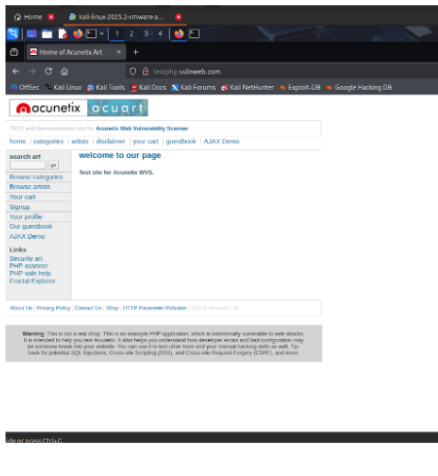 Home
kali-linux-2025.2-vmware-a...
1 2 3 4
Home of Acunetix Art
testphp.vulnweb.com
OffSec Kali Linux Kali Tools Kali Docs Kali Forums Kali NetHunter Exploit-DB Google Hacking DB
acunetix acuart
TEST and Demonstration site for Acunetix Web Vulnerability Scanner
home | categories | artists | disclaimer | your cart | guestbook | AJAX Demo
search art
go
Browse categories
Browse artists
Your cart
Signup
Your profile
Our guestbook
AJAX Demo
Links
Security art
PHP scanner
PHP vuln help
Fractal Explorer
welcome to our page
Test site for Acunetix WVS.
About Us | Privacy Policy | Contact Us | Shop | HTTP Parameter Pollution |
Warning: This is not a real shop. This is an example PHP application, which is intentionally vulnerable to web attacks.
It is intended to help you test Acunetix. It also helps you understand how developer errors and bad configuration may
let someone break into your website. You can use it to test other tools and your manual hacking skills as well. Tip:
Look for potential SQL Injections, Cross-site Scripting (XSS), and Cross-site Request Forgery (CSRF), and more.
de or press Ctrl+G.